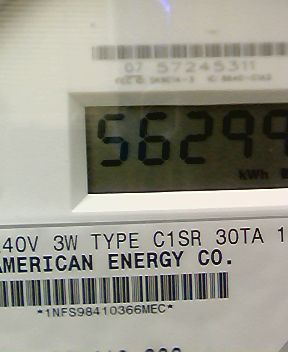 07 57245311
56299
kWh
40V 3W TYPE C1SR 30TA 1
AMERICAN ENERGY CO.
*1NFS98410366MEC*